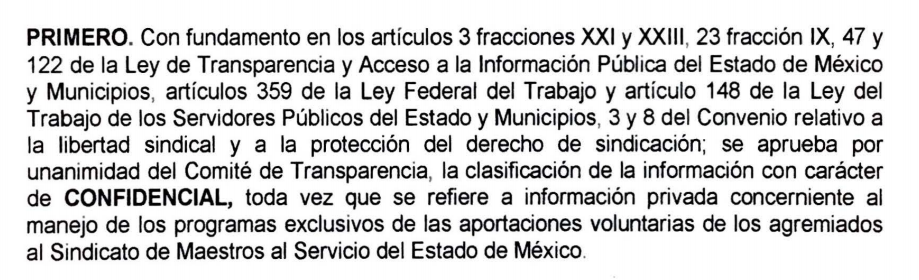 PRIMERO. Con fundamento en los artículos 3 fracciones XXI y XXIII, 23 fracción IX, 47 y
122 de la Ley de Transparencia y Acceso a la Información Pública del Estado de México
y Municipios, artículos 359 de la Ley Federal del Trabajo y artículo 148 de la Ley del
Trabajo de los Servidores Públicos del Estado y Municipios, 3 y 8 del Convenio relativo a
la libertad sindical y a la protección del derecho de sindicación; se aprueba por
unanimidad del Comité de Transparencia, la clasificación de la información con carácter
de CONFIDENCIAL, toda vez que se refiere a información privada concerniente al
manejo de los programas exclusivos de las aportaciones voluntarias de los agremiados
al Sindicato de Maestros al Servicio del Estado de México.